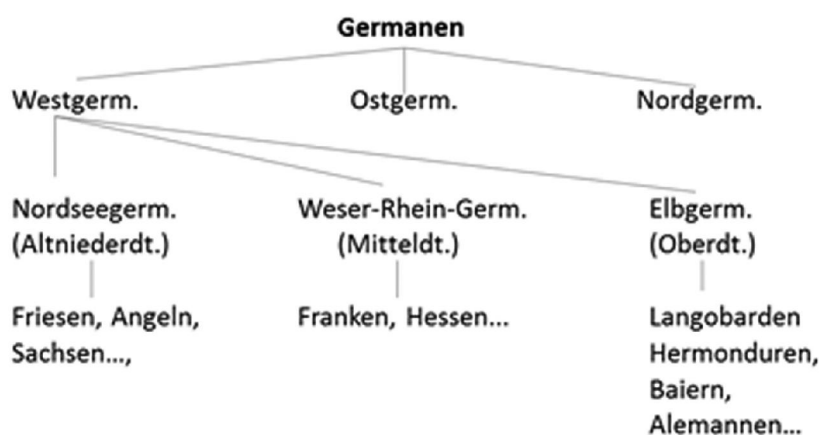 Germanen
Westgerm. Ostgerm. Nordgerm.
Nordseegerm. Weser-Rhein-Germ. Elbgerm.
(Altniederdt.) (Mitteldt.) (Oberdt.)
Friesen, Angeln, Franken, Hessen... Langobarden
Sachsen..., Hermonduren,
Baiern,
Alemannen...